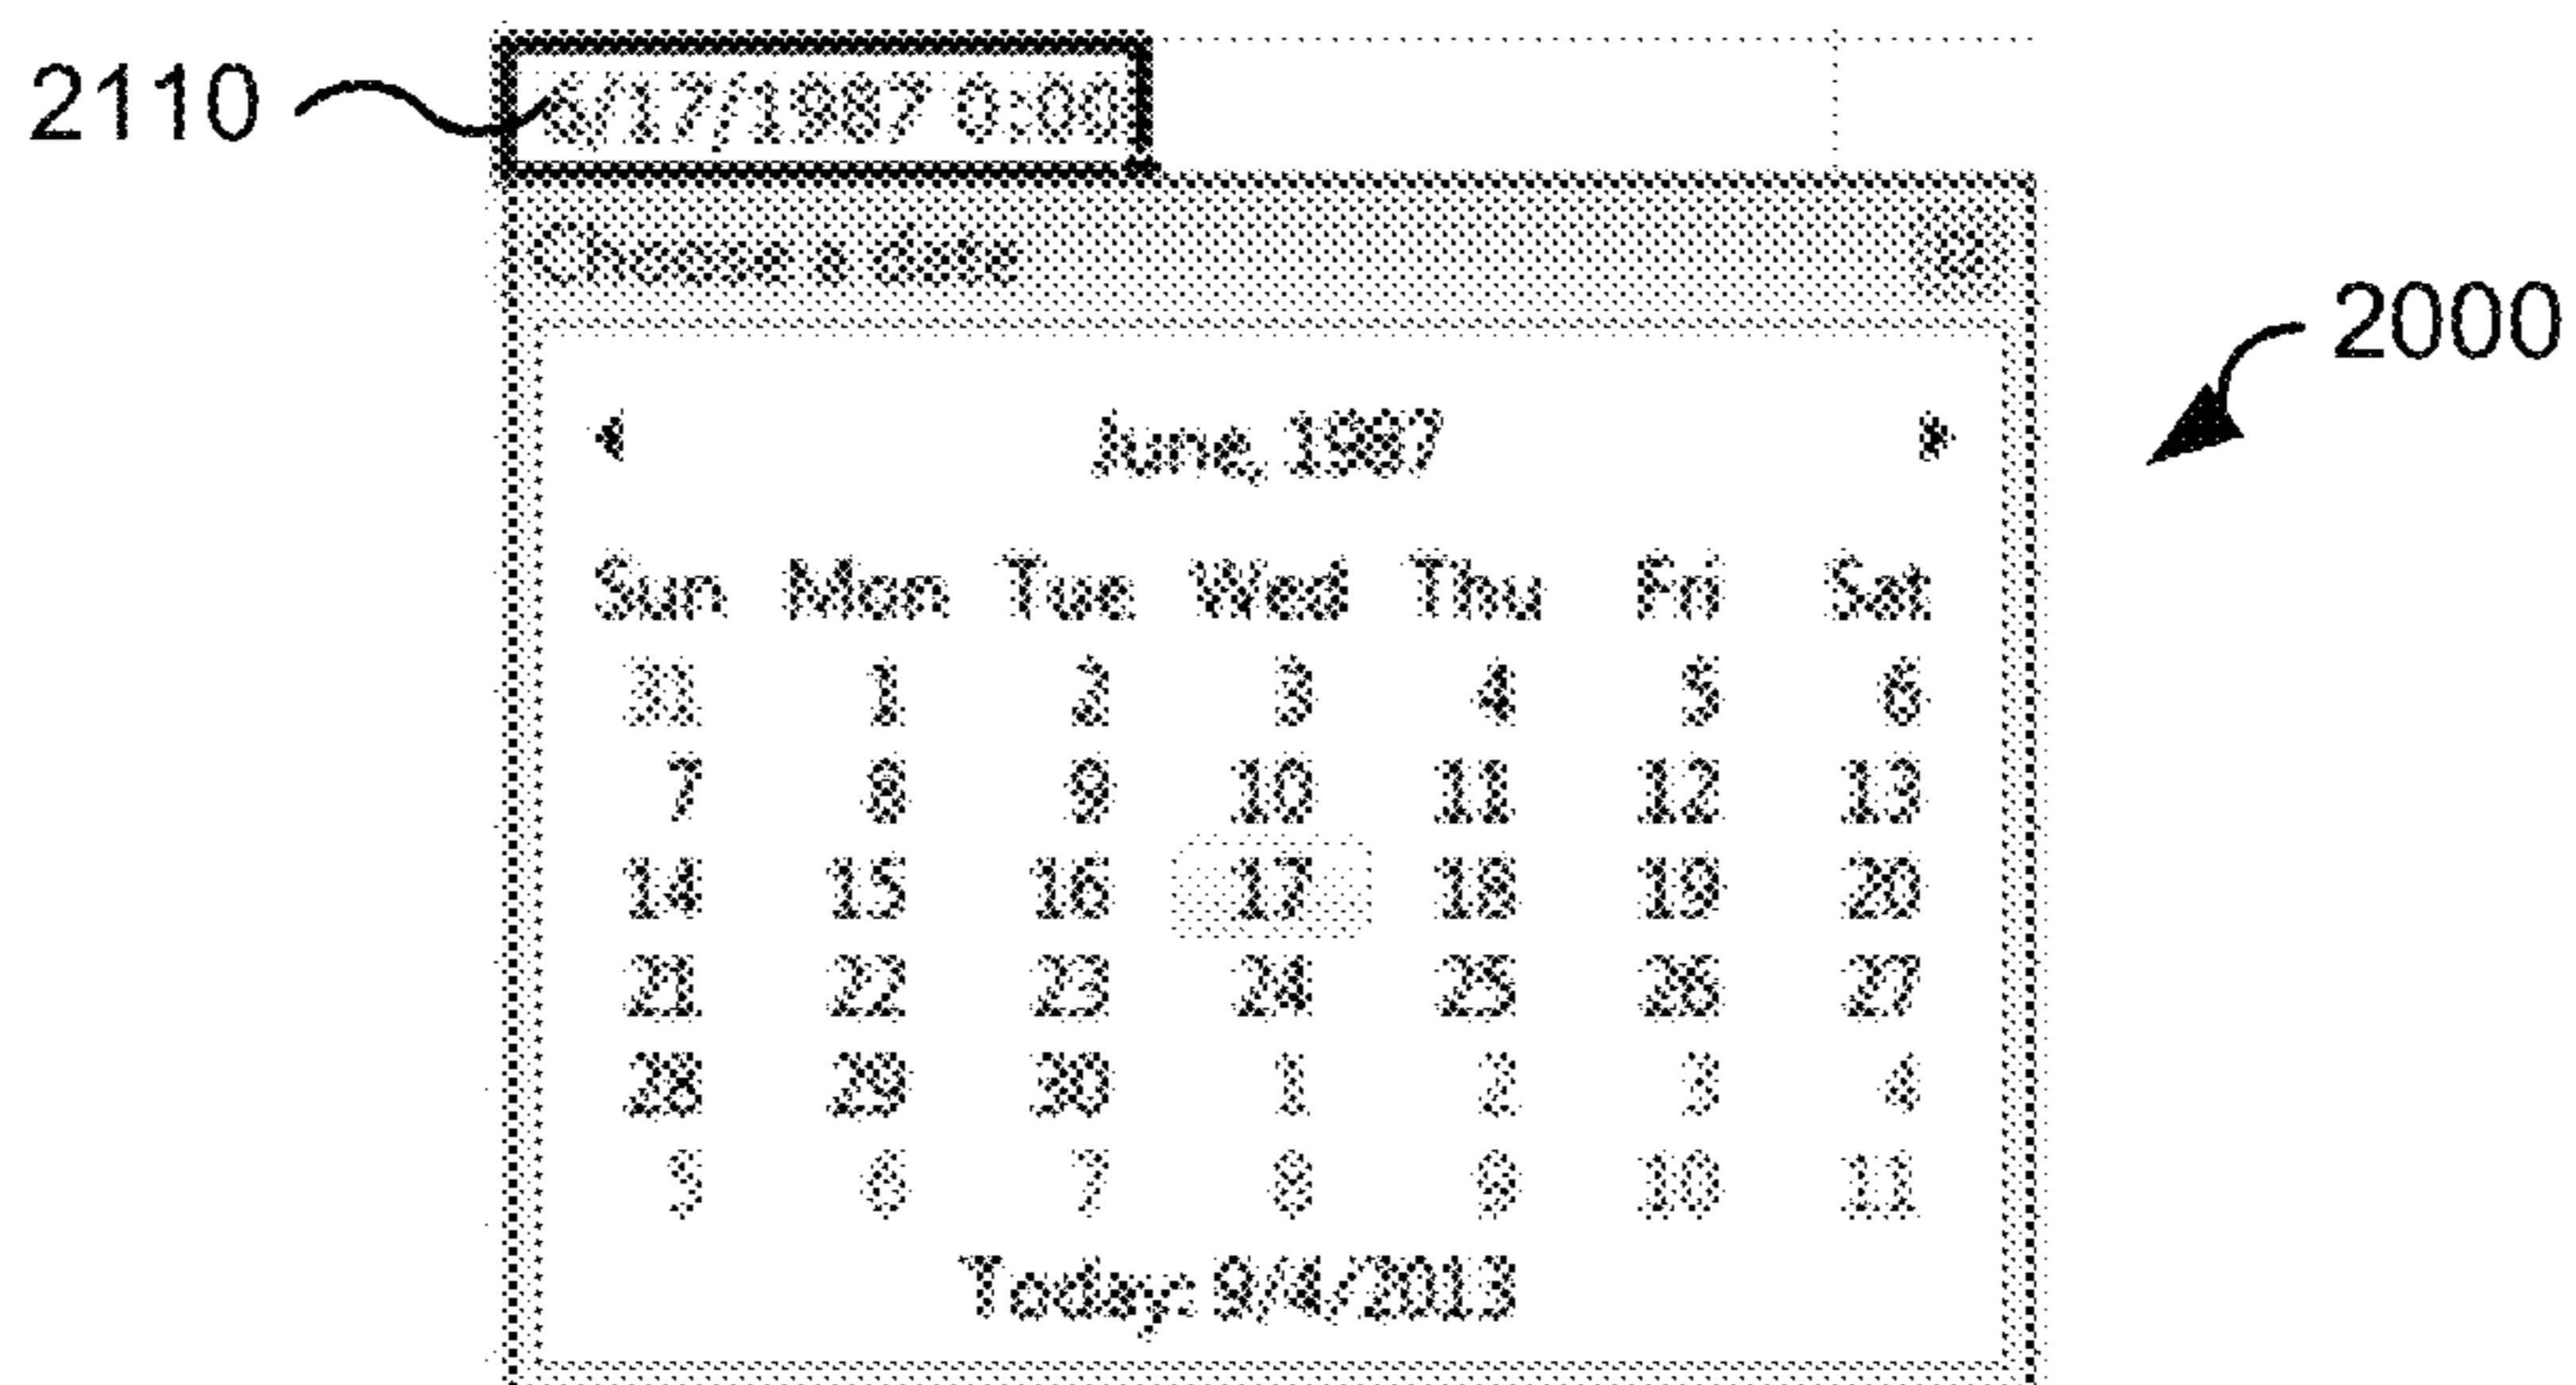 2110
6/17/1987 0:00
Choose a date
2000
June, 1987
Sun Mon Tue Wed Thu Fri Sat
31 1 2 3 4 5 6
7 8 9 10 11 12 13
14 15 16 17 18 19 20
21 22 23 24 25 26 27
28 29 30 1 2 3 4
5 6 7 8 9 10 11
Today: 9/4/2013